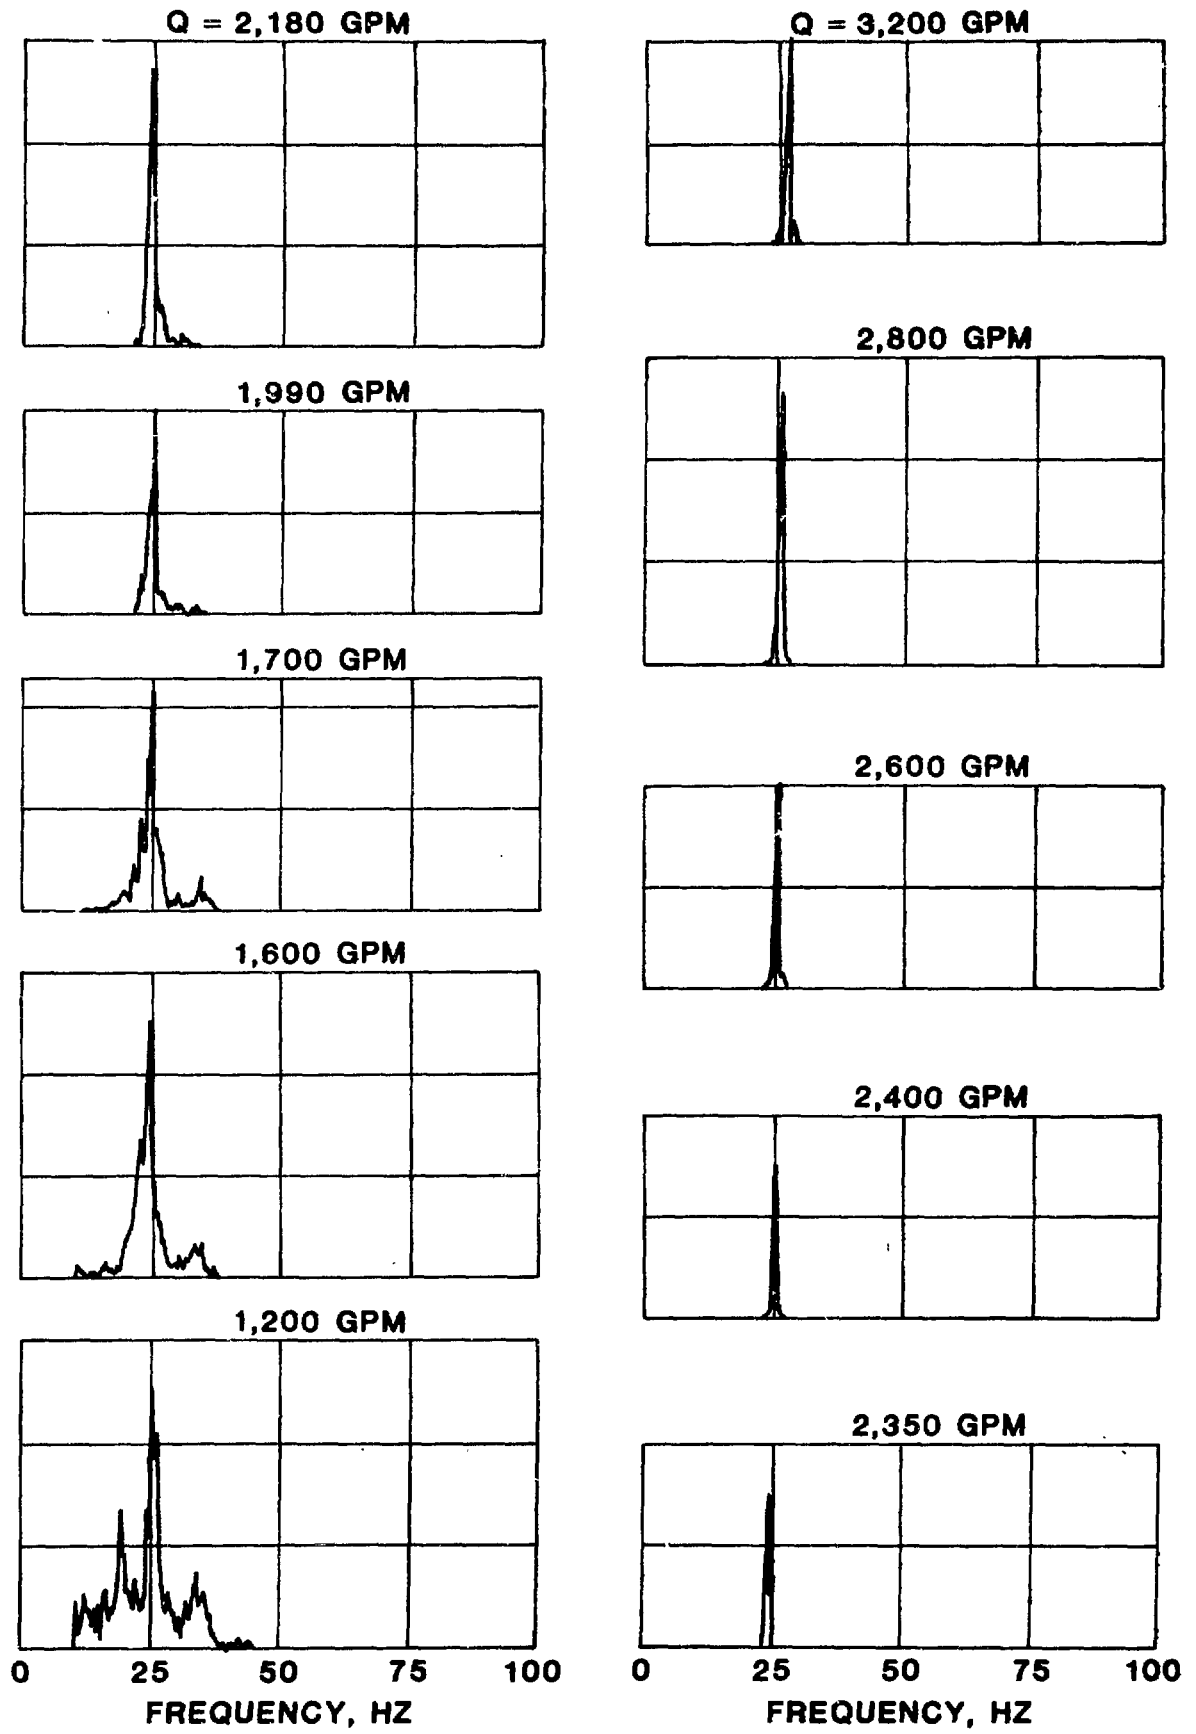 Q = 2,180 GPM
1,990 GPM
1,700 GPM
1,600 GPM
1,200 GPM
0 25 50 75 100
FREQUENCY, HZ
Q = 3,200 GPM
2,800 GPM
2,600 GPM
2,400 GPM
2,350 GPM
0 25 50 75 100
FREQUENCY, HZ